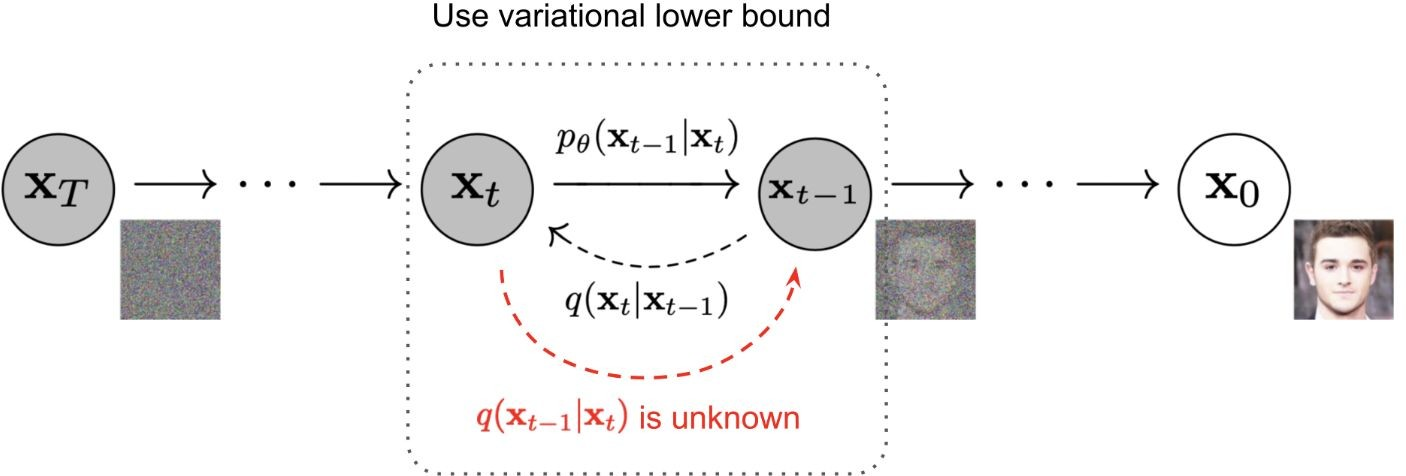 Use variational lower bound
p_θ(x_{t−1}|x_t)
x_T → ··· → x_t → x_{t−1} → ··· → x_0
q(x_t|x_{t−1})
q(x_{t−1}|x_t) is unknown